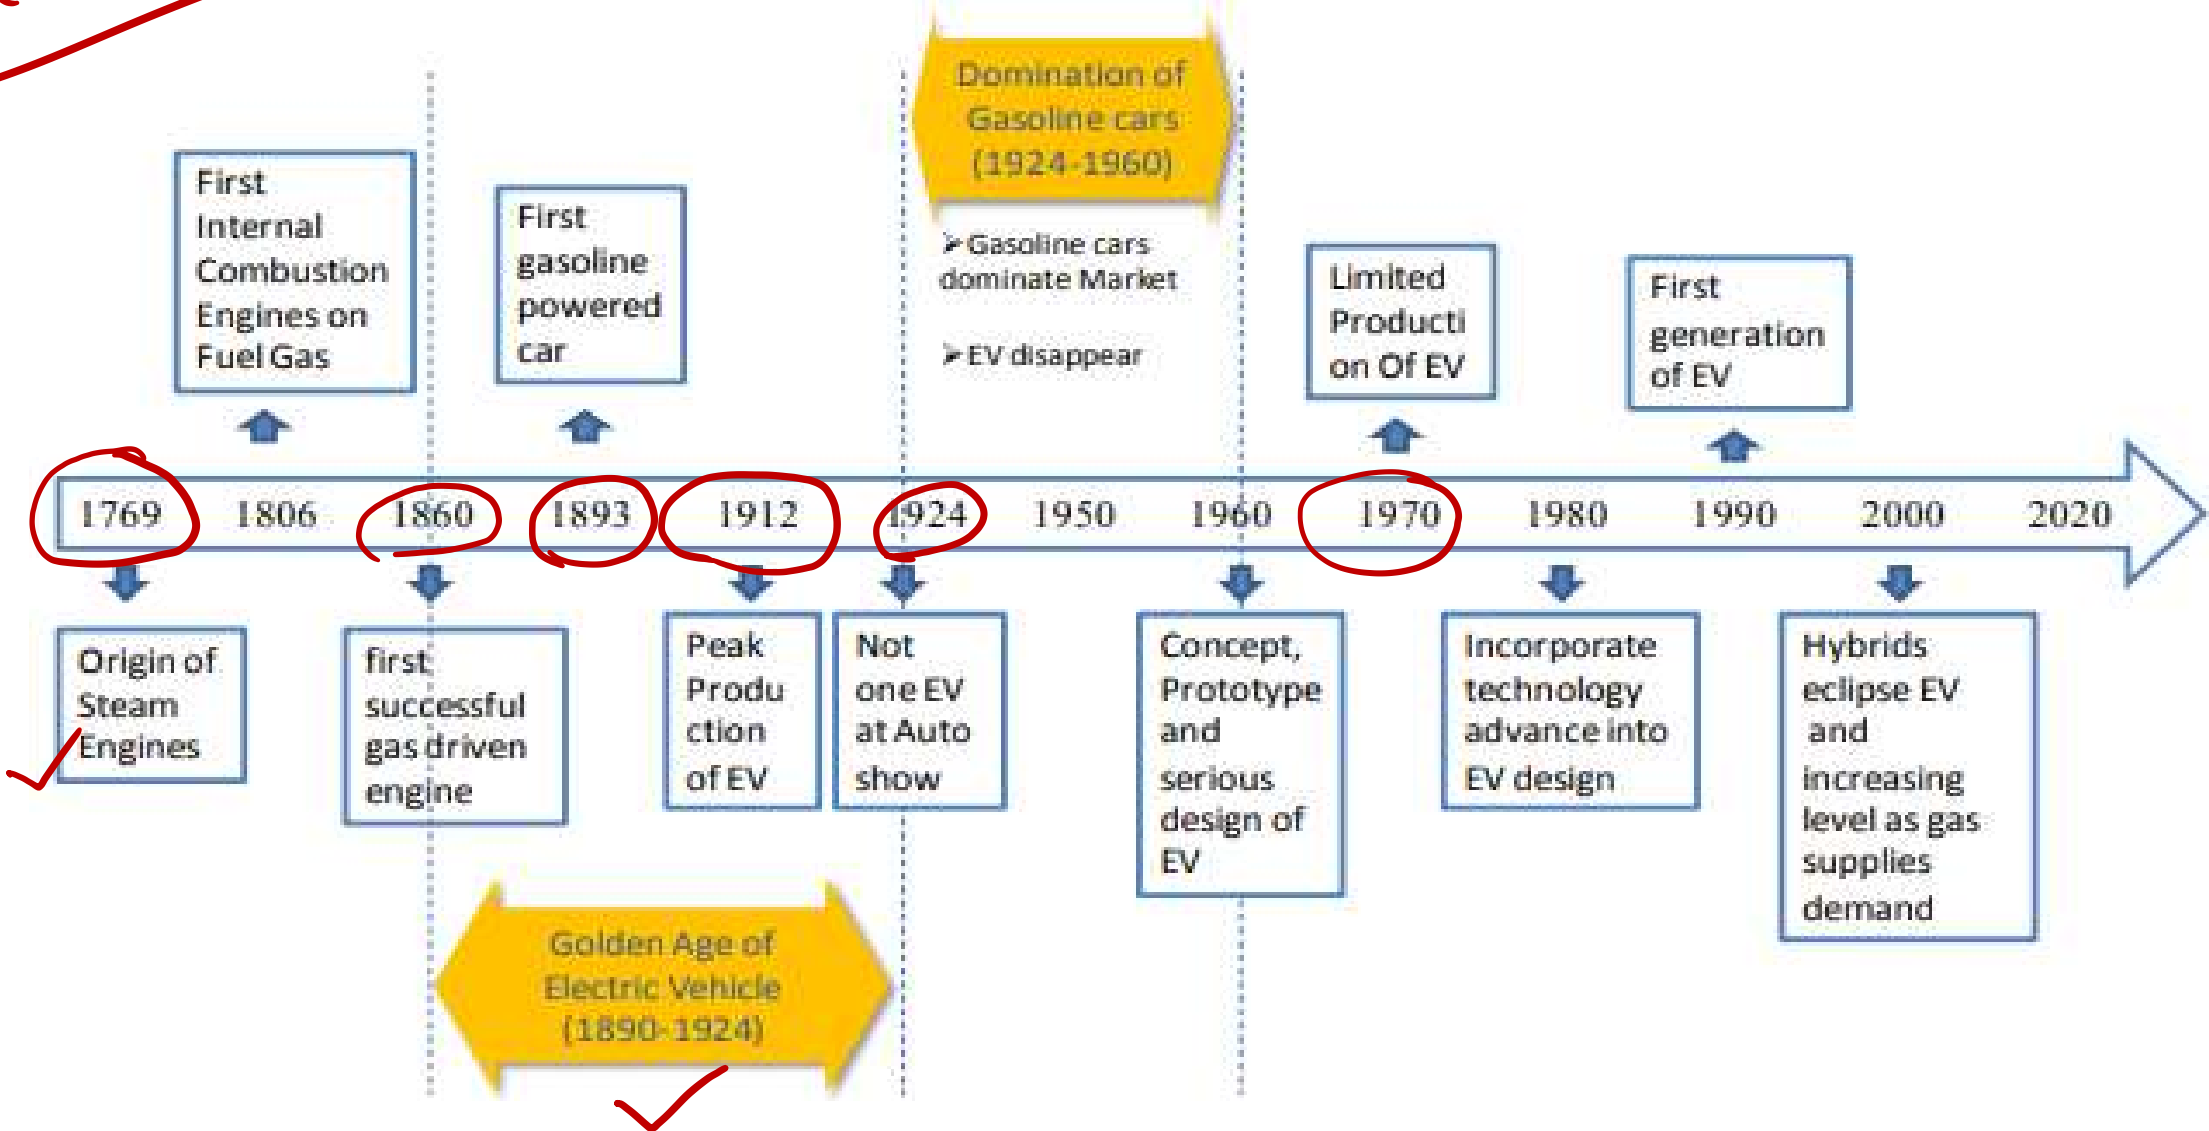 Domination of
Gasoline cars
(1924-1960)
First
Internal
Combustion
Engines on
Fuel Gas
First
gasoline
powered
car
➢Gasoline cars
dominate Market
➢EV disappear
Limited
Producti
on Of EV
First
generation
of EV
1769 1806 1860 1893 1912 1924 1950 1960 1970 1980 1990 2000 2020
Origin of
Steam
Engines
first
successful
gas driven
engine
Peak
Produ
ction
of EV
Not
one EV
at Auto
show
Concept,
Prototype
and
serious
design of
EV
Incorporate
technology
advance into
EV design
Hybrids
eclipse EV
and
increasing
level as gas
supplies
demand
Golden Age of
Electric Vehicle
(1890-1924)